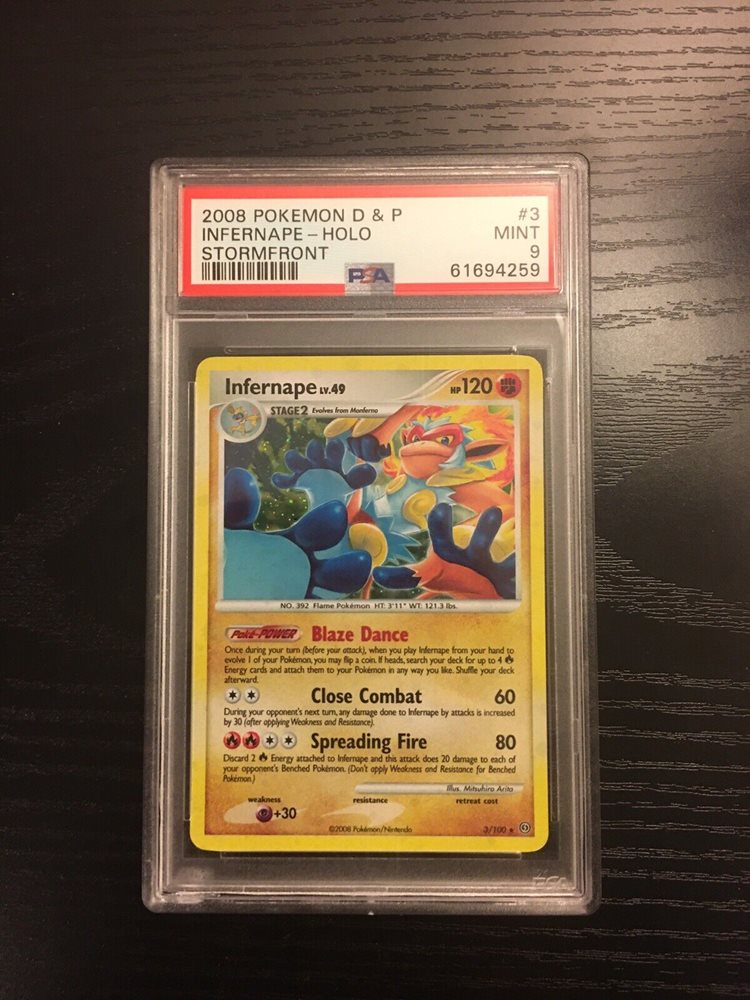 2008 POKEMON D & P #3
INFERNAPE – HOLO MINT
STORMFRONT 9
PSA 61694259
Infernape LV.49 HP 120
STAGE 2 Evolves from Monferno
NO. 392 Flame Pokémon HT: 3'11" WT: 121.3 lbs.
Poké-POWER Blaze Dance
Once during your turn (before your attack), when you play Infernape from your hand to
evolve 1 of your Pokémon, you may flip a coin. If heads, search your deck for up to 4
Energy cards and attach them to your Pokémon in any way you like. Shuffle your deck
afterward.
Close Combat 60
During your opponent's next turn, any damage done to Infernape by attacks is increased
by 30 (after applying Weakness and Resistance).
Spreading Fire 80
Discard 2 Energy attached to Infernape and this attack does 20 damage to each of
your opponent's Benched Pokémon. (Don't apply Weakness and Resistance for Benched
Pokémon.)
Illus. Mitsuhiro Arita
weakness resistance retreat cost
+30
©2008 Pokémon/Nintendo 3/100